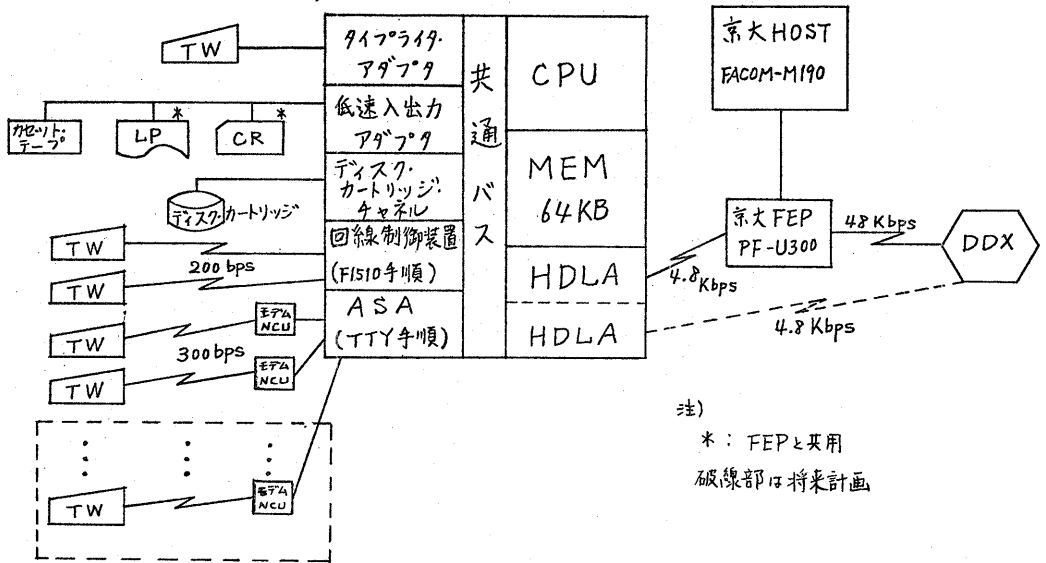 TW
タイプライタ・
アダプタ
カセット・
テープ
LP
*
CR
*
低速入出力
アダプタ
ディスク・カートリッジ
ディスク・
カートリッジ・
チャネル
TW
TW
200 bps
回線制御装置
(F1510手順)
TW
TW
300 bps
モデム
NCU
モデム
NCU
ASA
(TTY手順)
TW
モデム
NCU
共通バス
CPU
MEM
64KB
HDLA
HDLA
京大HOST
FACOM-M190
京大FEP
PF-U300
4.8 Kbps
48 Kbps
DDX
4.8 Kbps
注)
*: FEPと共用
破線部は将来計画